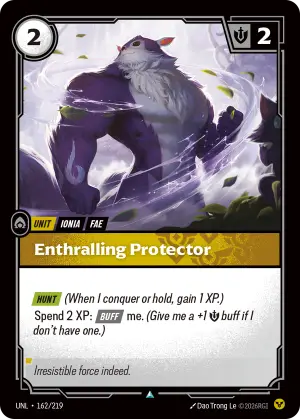 2
2
UNIT IONIA FAE
Enthralling Protector
HUNT (When I conquer or hold, gain 1 XP.)
Spend 2 XP: BUFF me. (Give me a +1 buff if I
don't have one.)
Irresistible force indeed.
UNL • 162/219
Dao Trong Le ©2026RGI